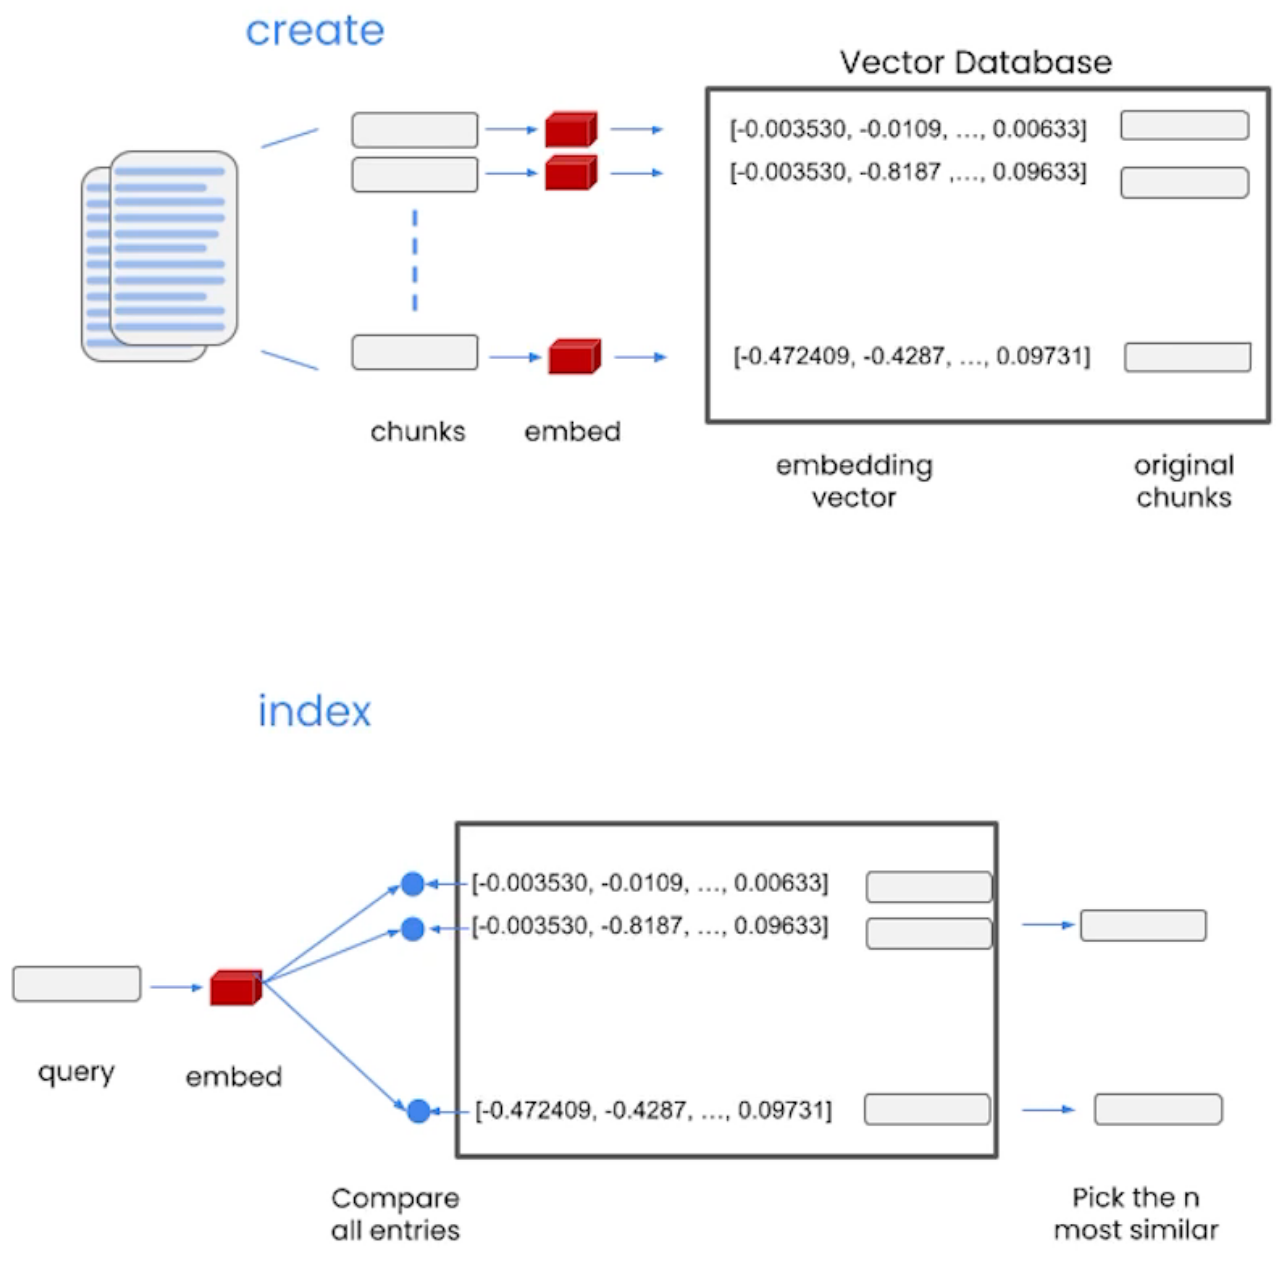 create
Vector Database
[-0.003530, -0.0109, ..., 0.00633]
[-0.003530, -0.8187 ,..., 0.09633]
[-0.472409, -0.4287, ..., 0.09731]
chunks
embed
embedding
vector
original
chunks
index
[-0.003530, -0.0109, ..., 0.00633]
[-0.003530, -0.8187, ..., 0.09633]
query
embed
[-0.472409, -0.4287, ..., 0.09731]
Compare
all entries
Pick the n
most similar